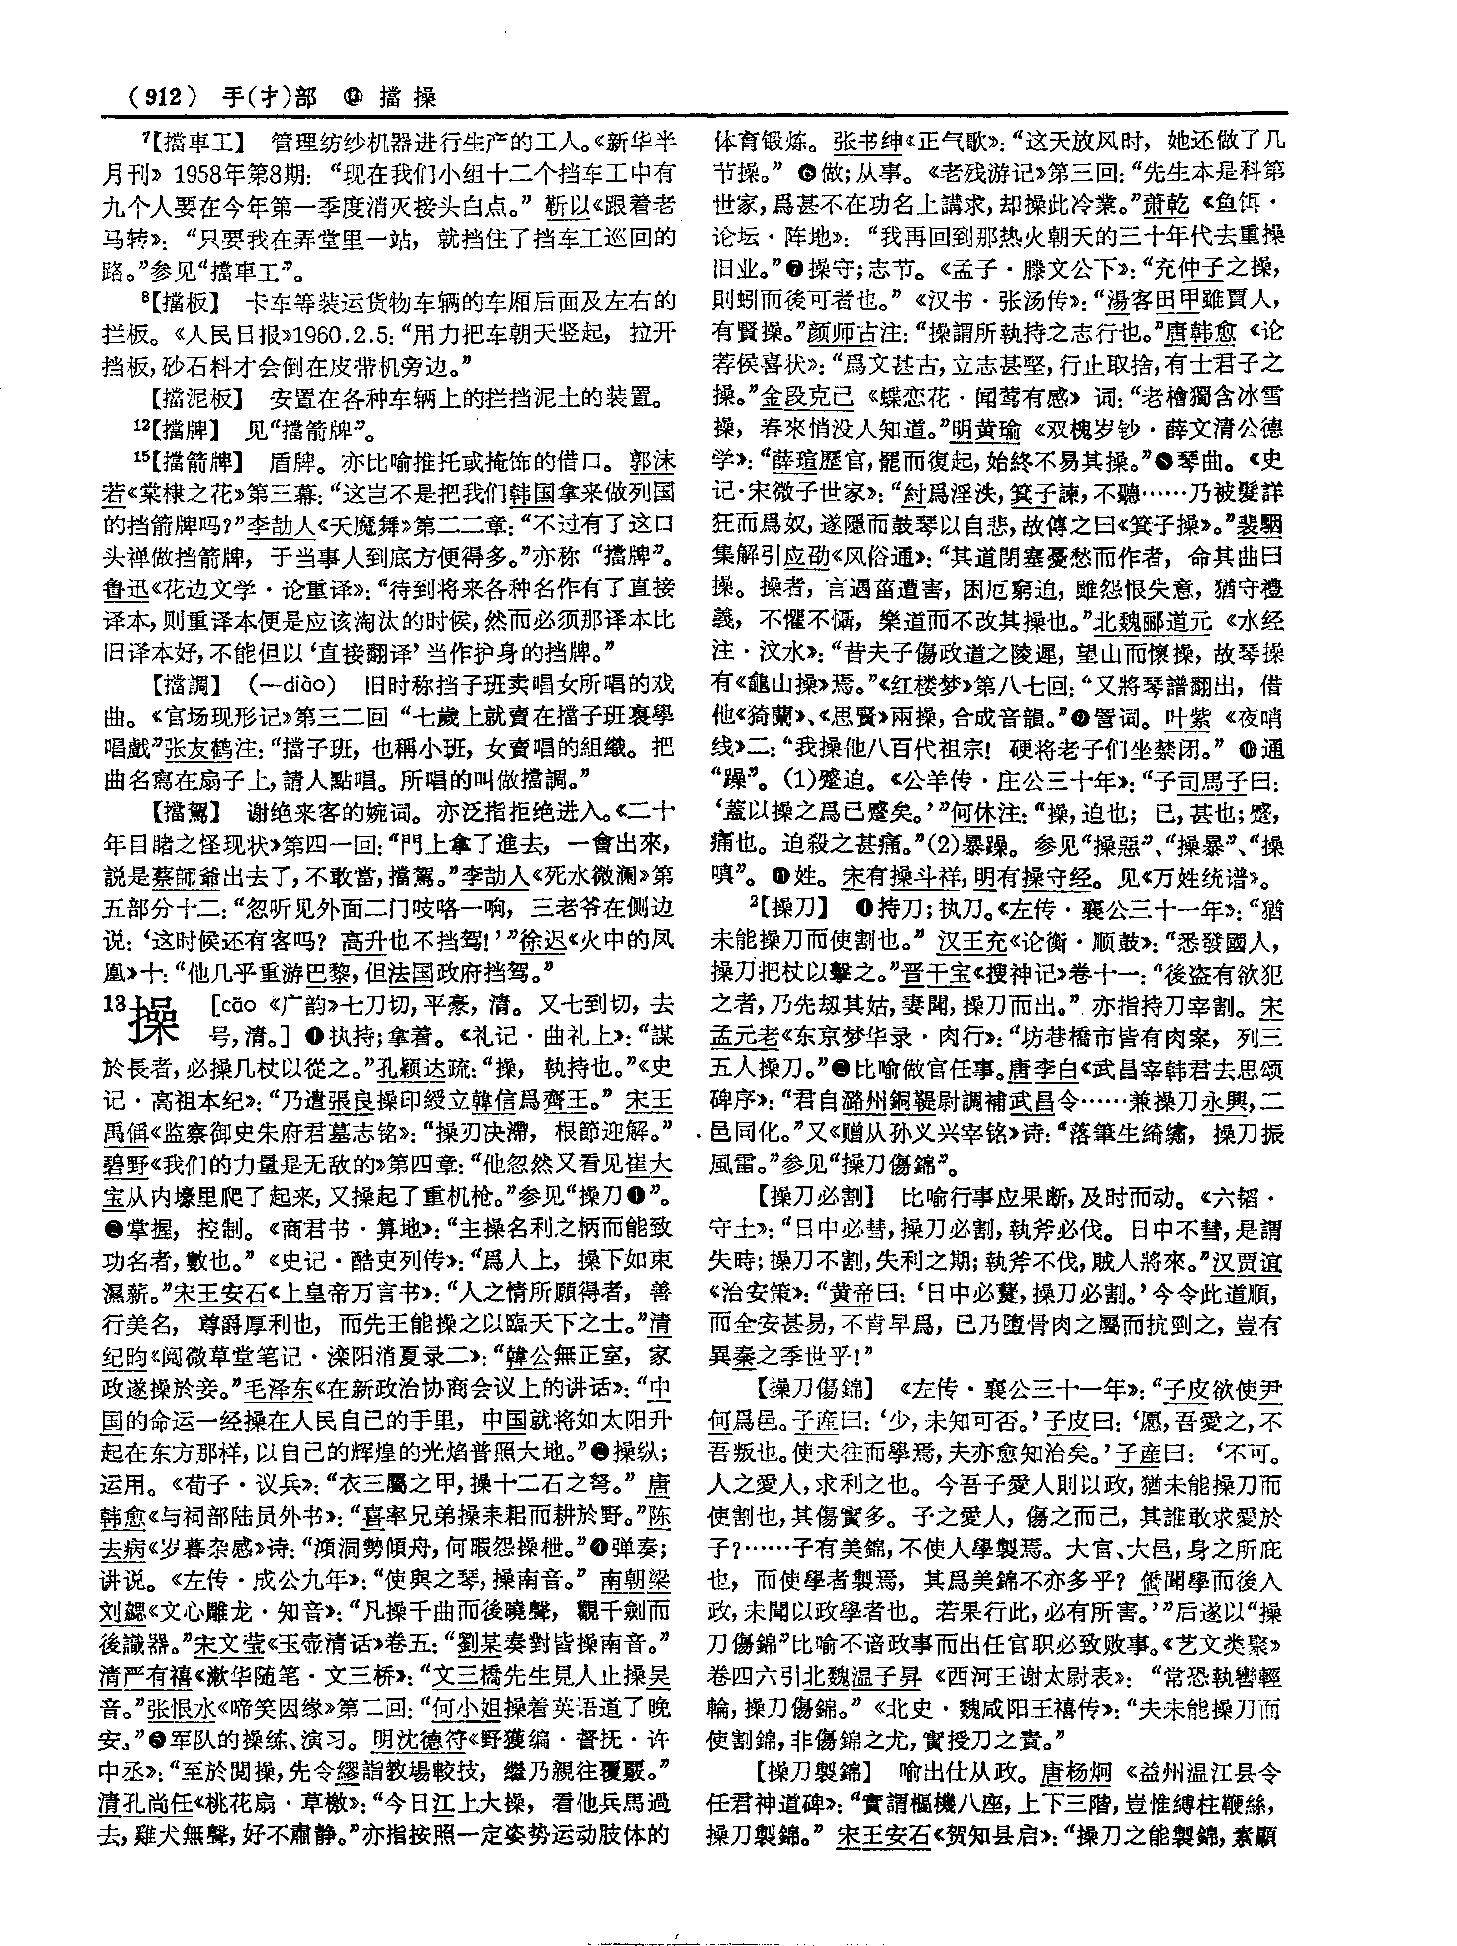 （912） 手(扌)部 ⓭ 擋 操
⁷【擋車工】 管理纺纱机器进行生产的工人。《新华半
月刊》1958年第8期：“现在我们小组十二个挡车工中有
九个人要在今年第一季度消灭接头白点。”靳以《跟着老
马转》：“只要我在弄堂里一站，就挡住了挡车工巡回的
路。”参见“擋車工”。
⁸【擋板】 卡车等装运货物车辆的车厢后面及左右的
拦板。《人民日报》1960.2.5：“用力把车朝天竖起，拉开
挡板，砂石料才会倒在皮带机旁边。”
【擋泥板】 安置在各种车辆上的拦挡泥土的装置。
¹²【擋牌】 见“擋箭牌”。
¹⁵【擋箭牌】 盾牌。亦比喻推托或掩饰的借口。郭沫
若《棠棣之花》第三幕：“这岂不是把我们韩国拿来做列国
的挡箭牌吗？”李劼人《天魔舞》第二二章：“不过有了这口
头禅做挡箭牌，于当事人到底方便得多。”亦称“擋牌”。
鲁迅《花边文学·论重译》：“待到将来各种名作有了直接
译本，则重译本便是应该淘汰的时候，然而必须那译本比
旧译本好，不能但以‘直接翻译’当作护身的挡牌。”
【擋調】 （—diào） 旧时称挡子班卖唱女所唱的戏
曲。《官场现形记》第三二回“七歲上就賣在擋子班裏學
唱戲”张友鹤注：“擋子班，也稱小班，女賣唱的組織。把
曲名寫在扇子上，請人點唱。所唱的叫做擋調。”
【擋駕】 谢绝来客的婉词。亦泛指拒绝进入。《二十
年目睹之怪现状》第四一回：“門上拿了進去，一會出來，
説是蔡師爺出去了，不敢當，擋駕。”李劼人《死水微澜》第
五部分十二：“忽听见外面二门吱咯一响，三老爷在侧边
说：‘这时候还有客吗？高升也不挡驾！’”徐迟《火中的凤
凰》十：“他几乎重游巴黎，但法国政府挡驾。”
13操 [cāo 《广韵》七刀切，平豪，清。又七到切，去
号，清。] ❶执持；拿着。《礼记·曲礼上》：“謀
於長者，必操几杖以從之。”孔颖达疏：“操，執持也。”《史
记·高祖本纪》：“乃遣張良操印綬立韓信爲齊王。”宋王
禹偁《监察御史朱府君墓志铭》：“操刃决滯，根節迎解。”
碧野《我们的力量是无敌的》第四章：“他忽然又看见崔大
宝从内壕里爬了起来，又操起了重机枪。”参见“操刀❶”。
❷掌握，控制。《商君书·算地》：“主操名利之柄而能致
功名者，數也。”《史记·酷吏列传》：“爲人上，操下如束
濕薪。”宋王安石《上皇帝万言书》：“人之情所願得者，善
行美名，尊爵厚利也，而先王能操之以臨天下之士。”清
纪昀《阅微草堂笔记·滦阳消夏录二》：“韓公無正室，家
政遂操於妾。”毛泽东《在新政治协商会议上的讲话》：“中
国的命运一经操在人民自己的手里，中国就将如太阳升
起在东方那样，以自己的辉煌的光焰普照大地。”❸操纵；
运用。《荀子·议兵》：“衣三屬之甲，操十二石之弩。”唐
韩愈《与祠部陆员外书》：“喜率兄弟操耒耜而耕於野。”陈
去病《岁暮杂感》诗：“澒洞勢傾舟，何暇怨操枻。”❹弹奏；
讲说。《左传·成公九年》：“使與之琴，操南音。”南朝梁
刘勰《文心雕龙·知音》：“凡操千曲而後曉聲，觀千劍而
後識器。”宋文莹《玉壶清话》卷五：“劉某奏對皆操南音。”
清严有禧《漱华随笔·文三桥》：“文三橋先生見人止操吴
音。”张恨水《啼笑因缘》第二回：“何小姐操着英语道了晚
安。”❺军队的操练、演习。明沈德符《野獲编·督抚·许
中丞》：“至於閱操，先令繆詣教場較技，繼乃親往覆覈。”
清孔尚任《桃花扇·草檄》：“今日江上大操，看他兵馬過
去，雞犬無聲，好不肅静。”亦指按照一定姿势运动肢体的
体育锻炼。张书绅《正气歌》：“这天放风时，她还做了几
节操。”❻做；从事。《老残游记》第三回：“先生本是科第
世家，爲甚不在功名上講求，却操此冷業。”萧乾《鱼饵·
论坛·阵地》：“我再回到那热火朝天的三十年代去重操
旧业。”❼操守；志节。《孟子·滕文公下》：“充仲子之操，
則蚓而後可者也。”《汉书·张汤传》：“湯客田甲雖賈人，
有賢操。”颜师古注：“操謂所執持之志行也。”唐韩愈《论
荐侯喜状》：“爲文甚古，立志甚堅，行止取捨，有士君子之
操。”金段克己《蝶恋花·闻莺有感》词：“老檜獨含冰雪
操，春來悄没人知道。”明黄瑜《双槐岁钞·薛文清公德
学》：“薛瑄歷官，罷而復起，始終不易其操。”❽琴曲。《史
记·宋微子世家》：“紂爲淫泆，箕子諫，不聽……乃被髮詳
狂而爲奴，遂隱而鼓琴以自悲，故傳之曰《箕子操》。”裴駰
集解引应劭《风俗通》：“其道閉塞憂愁而作者，命其曲曰
操。操者，言遇菑遭害，困厄窮迫，雖怨恨失意，猶守禮
義，不懼不懾，樂道而不改其操也。”北魏郦道元《水经
注·汶水》：“昔夫子傷政道之陵遲，望山而懷操，故琴操
有《龜山操》焉。”《红楼梦》第八七回：“又將琴譜翻出，借
他《猗蘭》、《思賢》兩操，合成音韻。”❾詈词。叶紫《夜哨
线》二：“我操他八百代祖宗！硬将老子们坐禁闭。”❿通
“躁”。(1)蹙迫。《公羊传·庄公三十年》：“子司馬子曰：
‘蓋以操之爲已蹙矣。’”何休注：“操，迫也；已，甚也；蹙，
痛也。迫殺之甚痛。”(2)暴躁。参见“操惡”、“操暴”、“操
嗔”。⓫姓。宋有操斗祥，明有操守经。见《万姓统谱》。
²【操刀】 ❶持刀；执刀。《左传·襄公三十一年》：“猶
未能操刀而使割也。”汉王充《论衡·顺鼓》：“悉發國人，
操刀把杖以擊之。”晋干宝《搜神记》卷十一：“後盗有欲犯
之者，乃先刼其姑，妻聞，操刀而出。”亦指持刀宰割。宋
孟元老《东京梦华录·肉行》：“坊巷橋市皆有肉案，列三
五人操刀。”❷比喻做官任事。唐李白《武昌宰韩君去思颂
碑序》：“君自潞州銅鞮尉調補武昌令……兼操刀永興，二
邑同化。”又《赠从孙义兴宰铭》诗：“落筆生綺繡，操刀振
風雷。”参见“操刀傷錦”。
【操刀必割】 比喻行事应果断，及时而动。《六韬·
守土》：“日中必彗，操刀必割，執斧必伐。日中不彗，是謂
失時；操刀不割，失利之期；執斧不伐，賊人將來。”汉贾谊
《治安策》：“黄帝曰：‘日中必㷉，操刀必割。’今令此道順，
而全安甚易，不肯早爲，已乃墮骨肉之屬而抗剄之，豈有
異秦之季世乎！”
【操刀傷錦】 《左传·襄公三十一年》：“子皮欲使尹
何爲邑。子産曰：‘少，未知可否。’子皮曰：‘愿，吾愛之，不
吾叛也。使夫往而學焉，夫亦愈知治矣。’子産曰：‘不可。
人之愛人，求利之也。今吾子愛人則以政，猶未能操刀而
使割也，其傷實多。子之愛人，傷之而已，其誰敢求愛於
子？……子有美錦，不使人學製焉。大官、大邑，身之所庇
也，而使學者製焉，其爲美錦不亦多乎？僑聞學而後入
政，未聞以政學者也。若果行此，必有所害。’”后遂以“操
刀傷錦”比喻不谙政事而出任官职必致败事。《艺文类聚》
卷四六引北魏温子昇《西河王谢太尉表》：“常恐執轡輕
輪，操刀傷錦。”《北史·魏咸阳王禧传》：“夫未能操刀而
使割錦，非傷錦之尤，實授刀之責。”
【操刀製錦】 喻出仕从政。唐杨炯《益州温江县令
任君神道碑》：“實謂樞機八座，上下三階，豈惟縛柱鞭絲，
操刀製錦。”宋王安石《贺知县启》：“操刀之能製錦，素顯